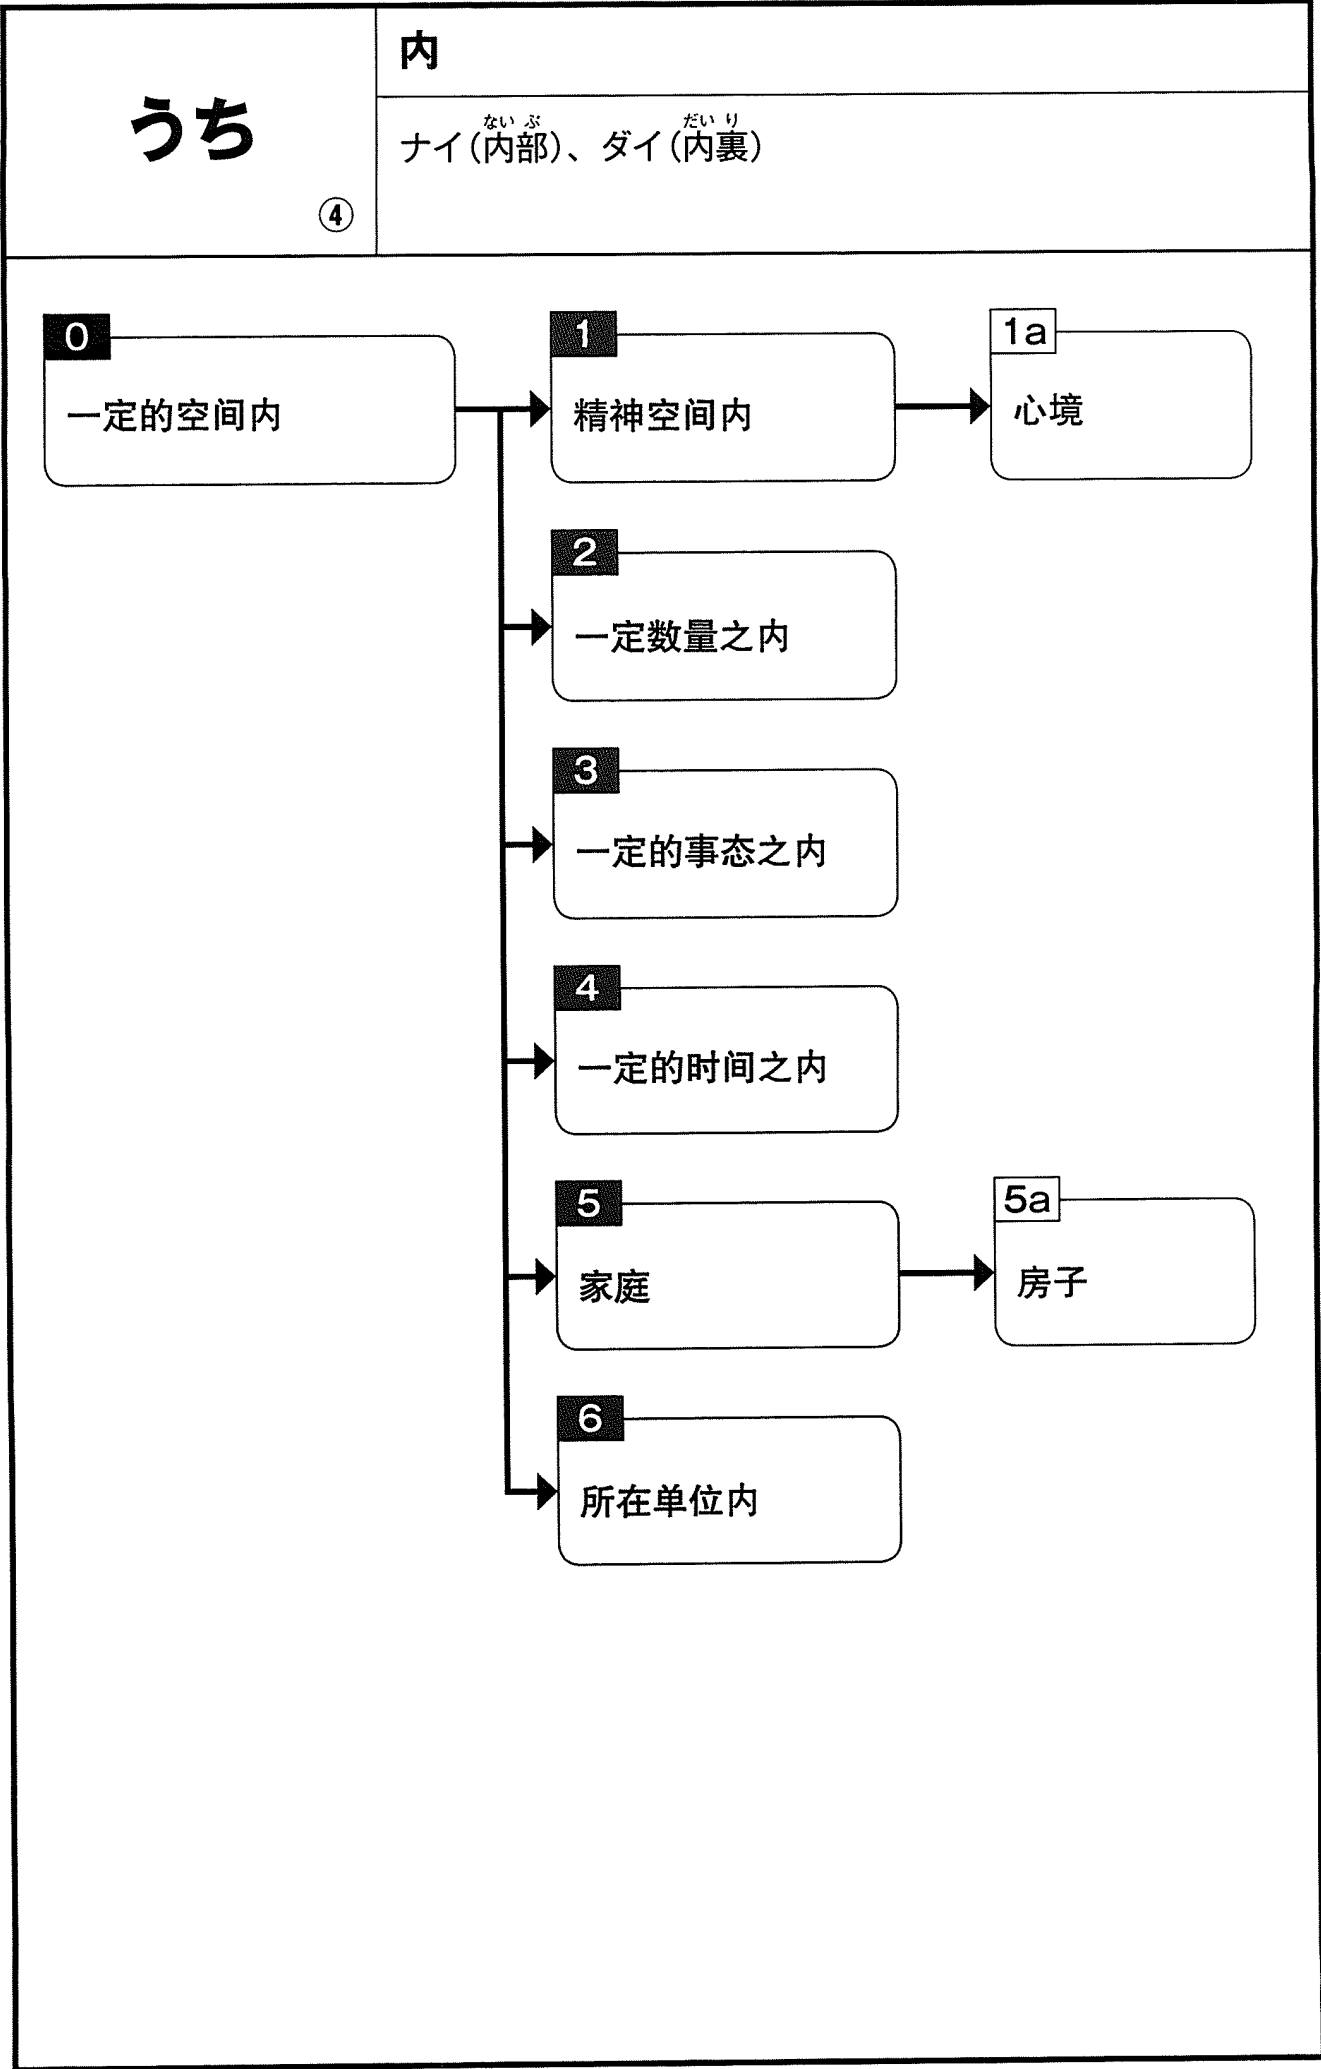 うち
④
内
ないぶ だいり
ナイ(内部)、ダイ(内裏)
0
一定的空间内
1
精神空间内
1a
心境
2
一定数量之内
3
一定的事态之内
4
一定的时间之内
5
家庭
5a
房子
6
所在单位内